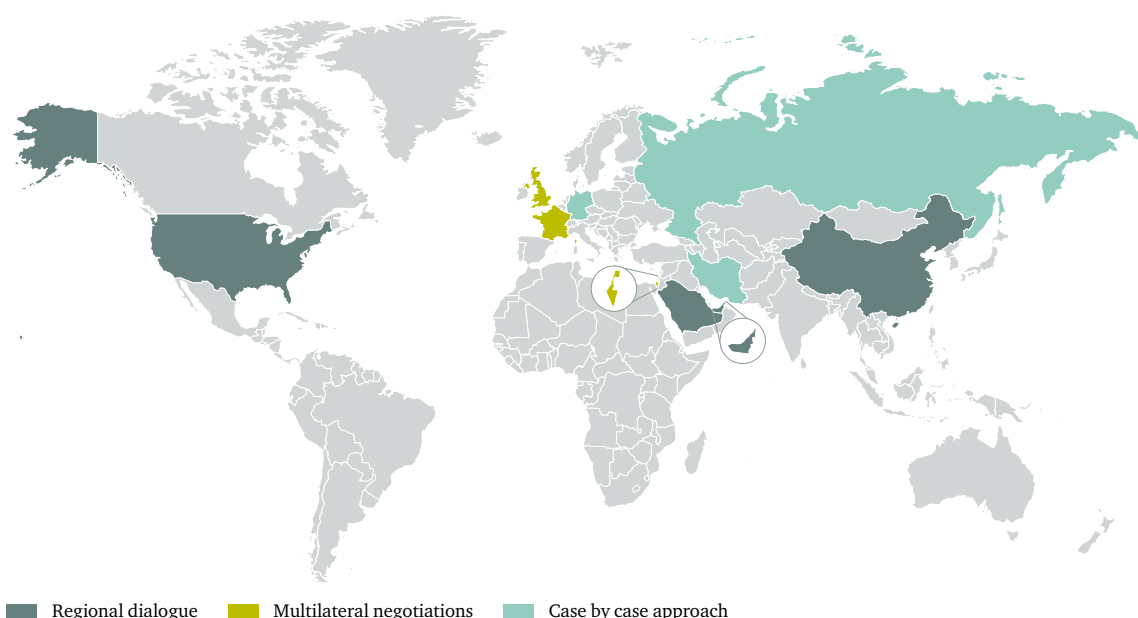 Regional dialogue
Multilateral negotiations
Case by case approach